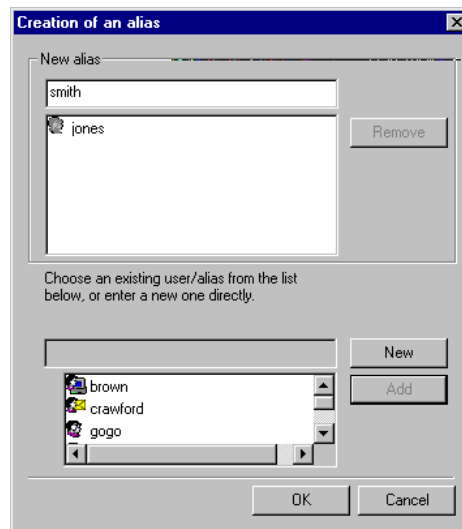 Creation of an alias
New alias
smith
jones
Remove
Choose an existing user/alias from the list
below, or enter a new one directly.
New
Add
brown
crawford
gogo
OK
Cancel